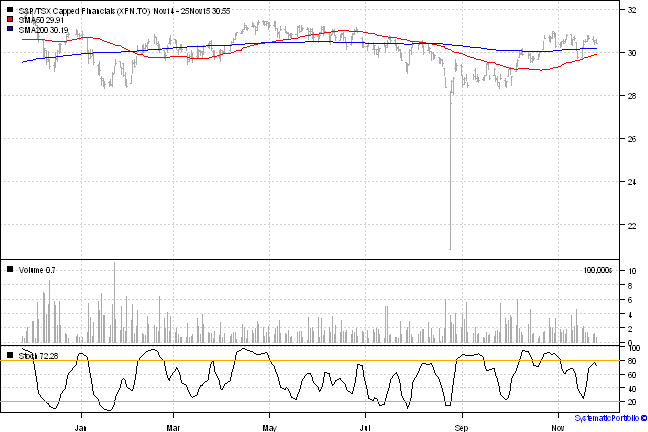 S&P/TSX Capped Financials (XFN.TO) Nov14 - 25Nov15 30.55
SMA50 29.91
SMA200 30.19
32
30
28
26
24
22
Volume 0.7
100,000s
10
8
6
4
2
0
Stoch 72.28
100
80
60
40
20
Jan Mar May Jul Sep Nov
SystematicPortfolio ©